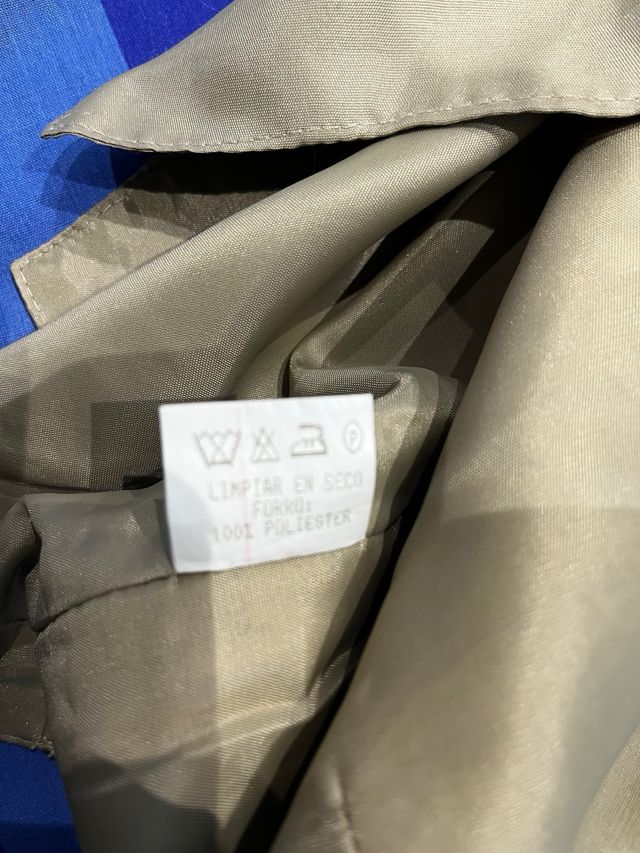 P
LIMPIAR EN SECO
FORRO:
100% POLIESTER